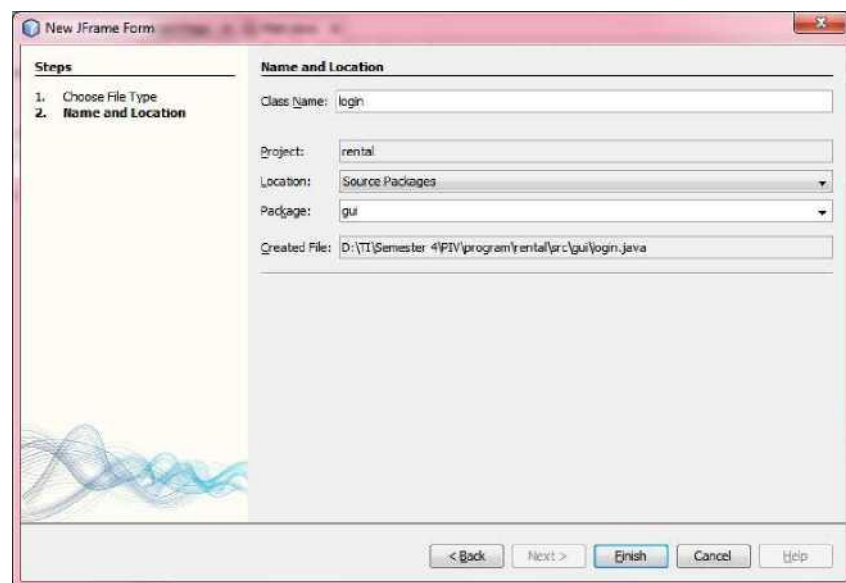 New JFrame Form
Steps
1. Choose File Type
2. Name and Location
Name and Location
Class Name: login
Project: rental
Location: Source Packages
Package: gui
Created File: D:\TI\Semester 4\PIV\program\rental\src\gui\login.java
< Back Next > Finish Cancel Help